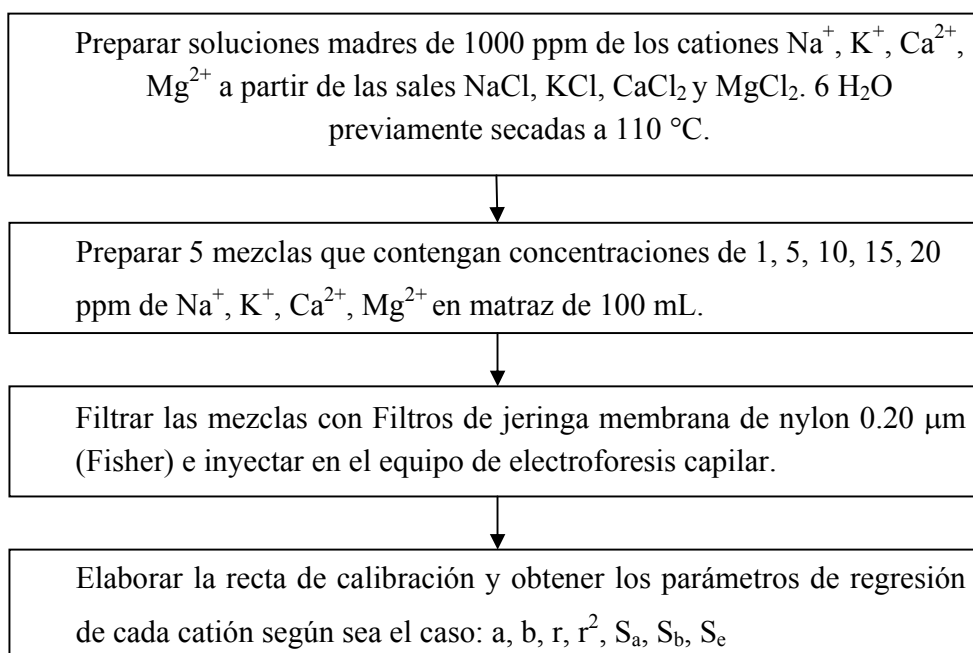 Preparar soluciones madres de 1000 ppm de los cationes Na⁺, K⁺, Ca²⁺,
Mg²⁺ a partir de las sales NaCl, KCl, CaCl₂ y MgCl₂. 6 H₂O
previamente secadas a 110 °C.
Preparar 5 mezclas que contengan concentraciones de 1, 5, 10, 15, 20
ppm de Na⁺, K⁺, Ca²⁺, Mg²⁺ en matraz de 100 mL.
Filtrar las mezclas con Filtros de jeringa membrana de nylon 0.20 μm
(Fisher) e inyectar en el equipo de electroforesis capilar.
Elaborar la recta de calibración y obtener los parámetros de regresión
de cada catión según sea el caso: a, b, r, r², Sₐ, S_b, Sₑ